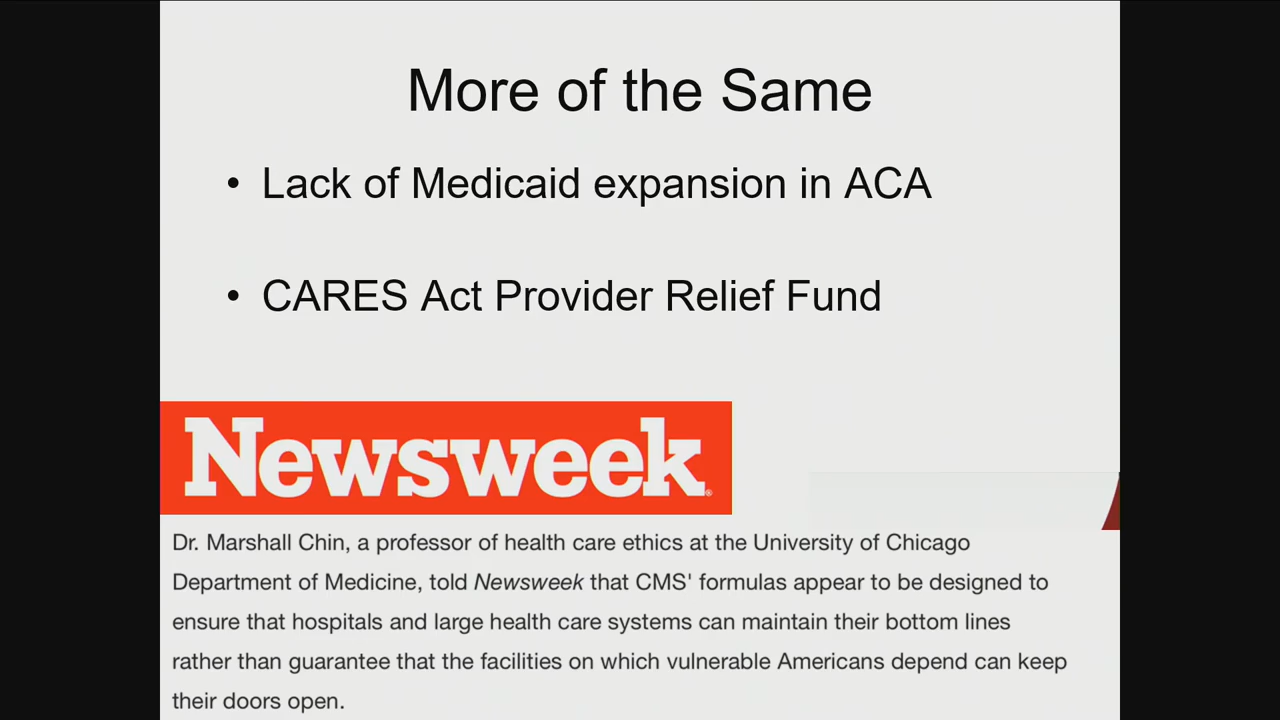 More of the Same
• Lack of Medicaid expansion in ACA
• CARES Act Provider Relief Fund
Newsweek®
Dr. Marshall Chin, a professor of health care ethics at the University of Chicago
Department of Medicine, told Newsweek that CMS' formulas appear to be designed to
ensure that hospitals and large health care systems can maintain their bottom lines
rather than guarantee that the facilities on which vulnerable Americans depend can keep
their doors open.